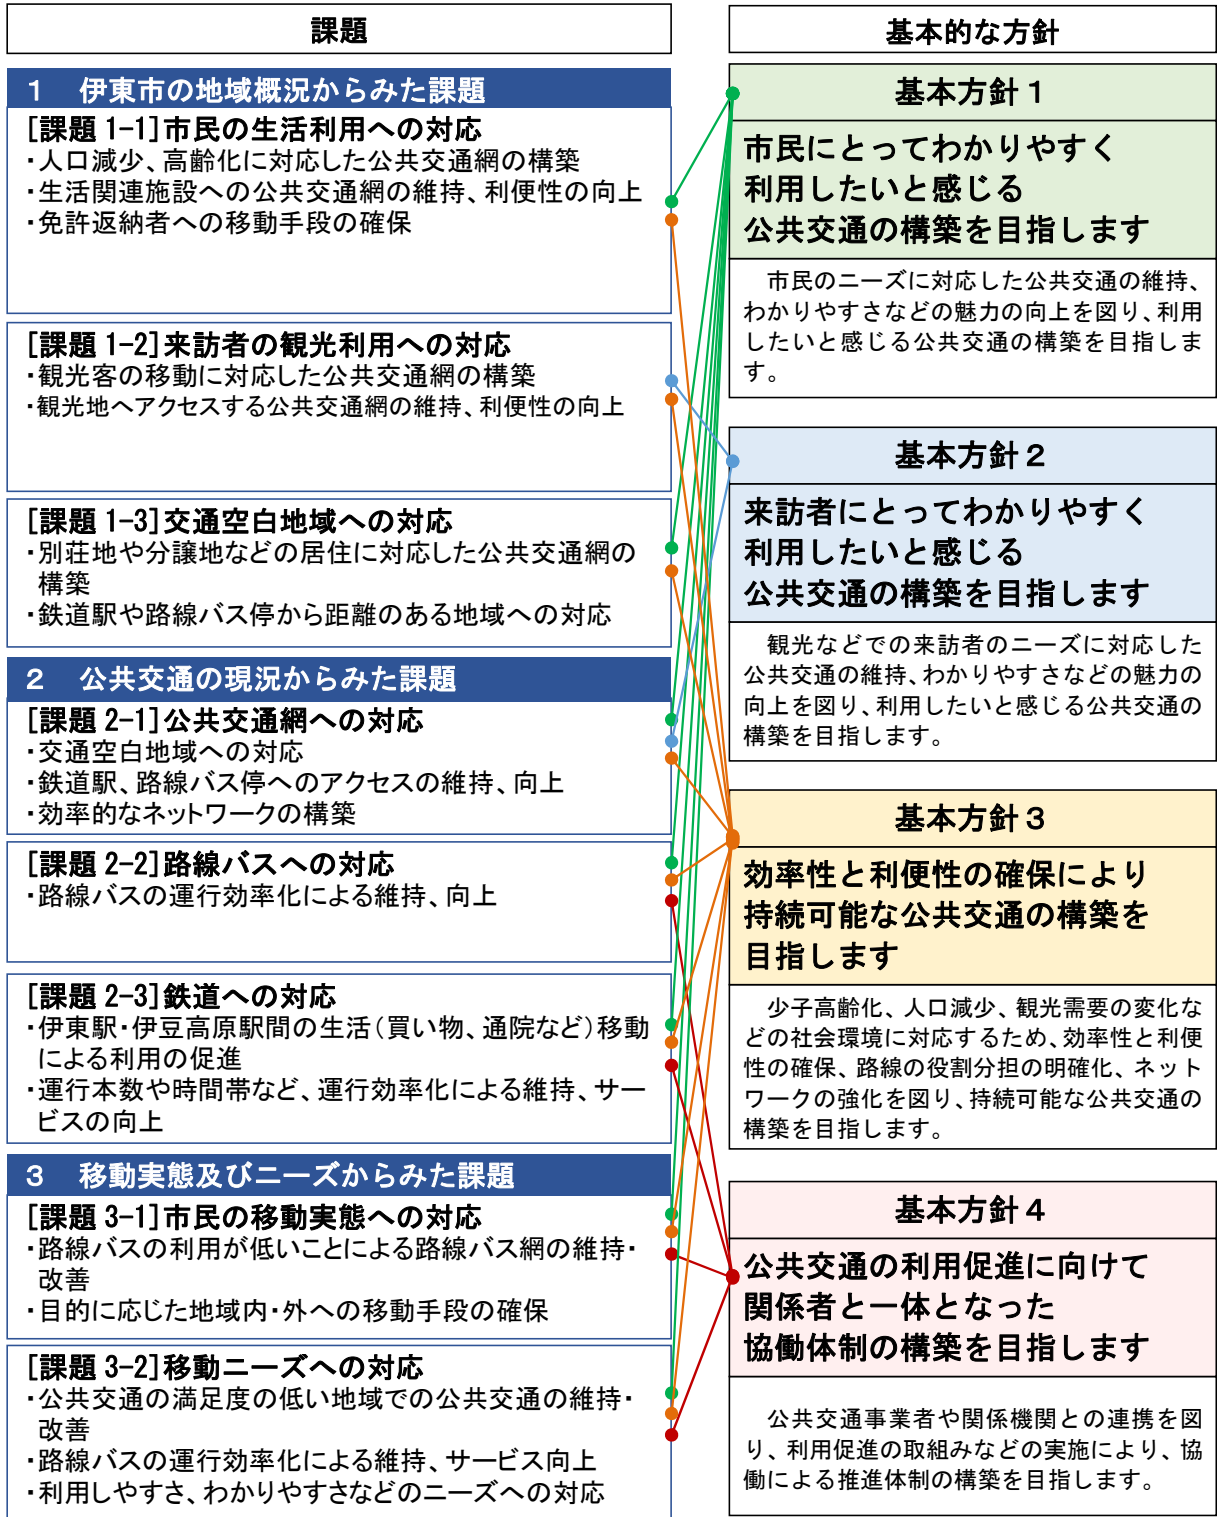 課題
１　伊東市の地域概況からみた課題
[課題 1-1]市民の生活利用への対応
・人口減少、高齢化に対応した公共交通網の構築
・生活関連施設への公共交通網の維持、利便性の向上
・免許返納者への移動手段の確保
[課題 1-2]来訪者の観光利用への対応
・観光客の移動に対応した公共交通網の構築
・観光地へアクセスする公共交通網の維持、利便性の向上
[課題 1-3]交通空白地域への対応
・別荘地や分譲地などの居住に対応した公共交通網の
構築
・鉄道駅や路線バス停から距離のある地域への対応
２　公共交通の現況からみた課題
[課題 2-1]公共交通網への対応
・交通空白地域への対応
・鉄道駅、路線バス停へのアクセスの維持、向上
・効率的なネットワークの構築
[課題 2-2]路線バスへの対応
・路線バスの運行効率化による維持、向上
[課題 2-3]鉄道への対応
・伊東駅・伊豆高原駅間の生活（買い物、通院など）移動
による利用の促進
・運行本数や時間帯など、運行効率化による維持、サー
ビスの向上
３　移動実態及びニーズからみた課題
[課題 3-1]市民の移動実態への対応
・路線バスの利用が低いことによる路線バス網の維持・
改善
・目的に応じた地域内・外への移動手段の確保
[課題 3-2]移動ニーズへの対応
・公共交通の満足度の低い地域での公共交通の維持・
改善
・路線バスの運行効率化による維持、サービス向上
・利用しやすさ、わかりやすさなどのニーズへの対応
基本的な方針
基本方針１
市民にとってわかりやすく
利用したいと感じる
公共交通の構築を目指します
市民のニーズに対応した公共交通の維持、
わかりやすさなどの魅力の向上を図り、利用
したいと感じる公共交通の構築を目指しま
す。
基本方針２
来訪者にとってわかりやすく
利用したいと感じる
公共交通の構築を目指します
観光などでの来訪者のニーズに対応した
公共交通の維持、わかりやすさなどの魅力の
向上を図り、利用したいと感じる公共交通の
構築を目指します。
基本方針３
効率性と利便性の確保により
持続可能な公共交通の構築を
目指します
少子高齢化、人口減少、観光需要の変化な
どの社会環境に対応するため、効率性と利便
性の確保、路線の役割分担の明確化、ネット
ワークの強化を図り、持続可能な公共交通の
構築を目指します。
基本方針４
公共交通の利用促進に向けて
関係者と一体となった
協働体制の構築を目指します
公共交通事業者や関係機関との連携を図
り、利用促進の取組みなどの実施により、協
働による推進体制の構築を目指します。